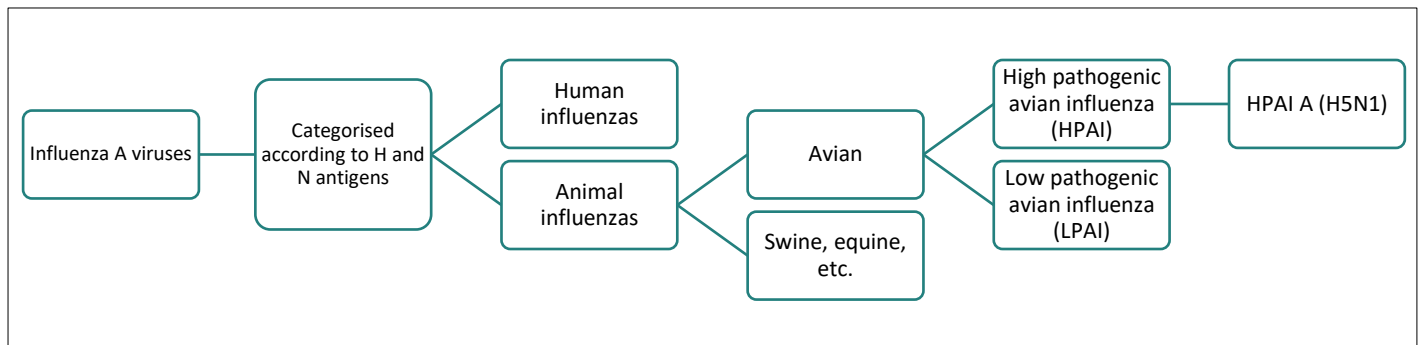 Influenza A viruses
Categorised
according to H and
N antigens
Human
influenzas
Animal
influenzas
Avian
Swine, equine,
etc.
High pathogenic
avian influenza
(HPAI)
Low pathogenic
avian influenza
(LPAI)
HPAI A (H5N1)